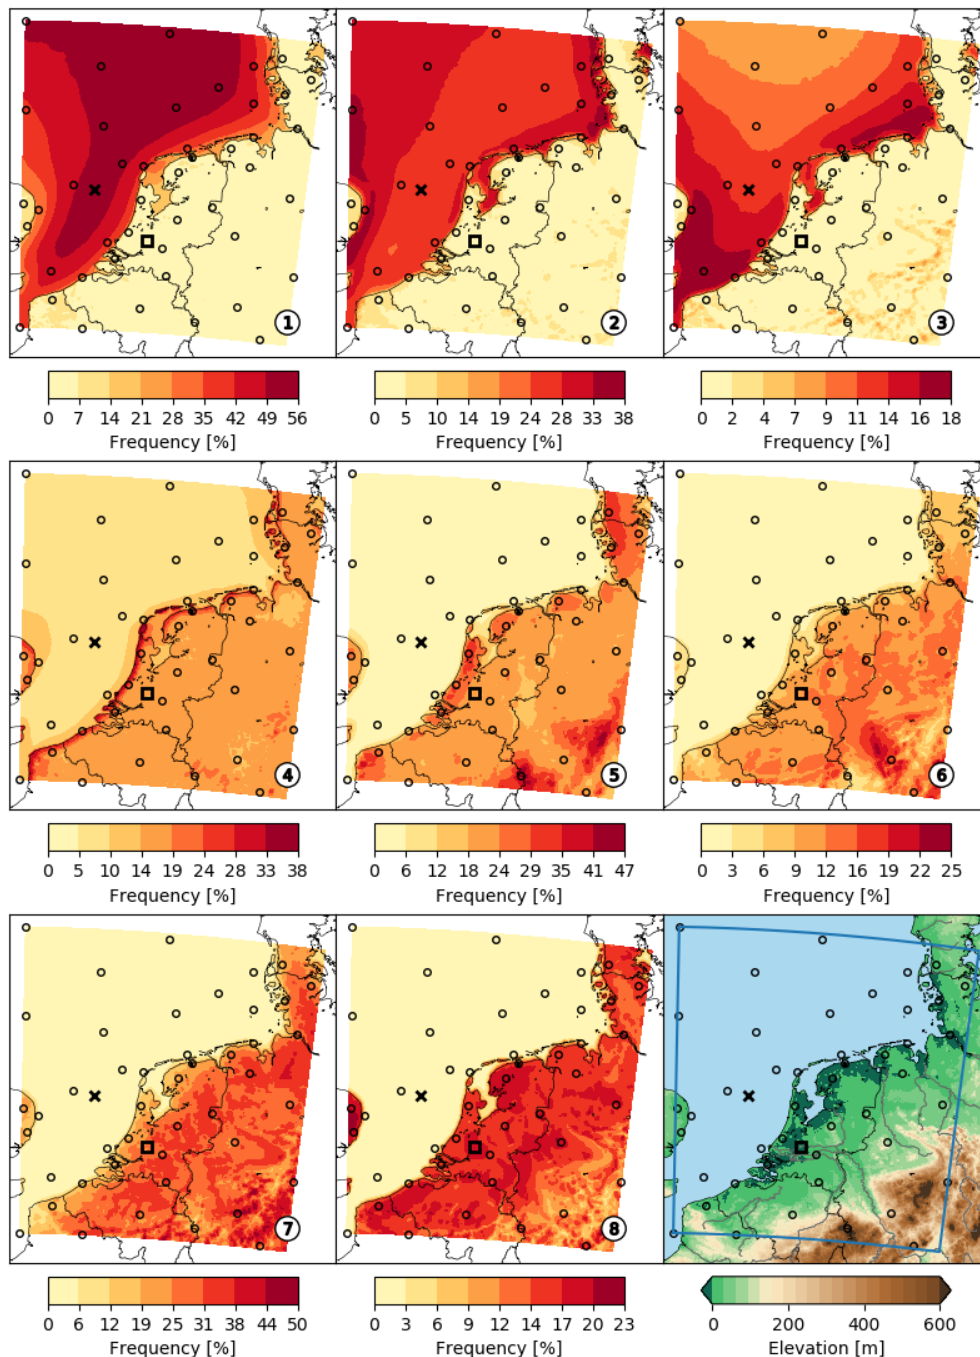 1 2 3
0 7 14 21 28 35 42 49 56 0 5 10 14 19 24 28 33 38 0 2 4 7 9 11 13 16 18
Frequency [%] Frequency [%] Frequency [%]
4 5 6
0 5 10 14 19 24 28 33 38 0 6 12 18 24 29 35 41 47 0 3 6 9 12 16 19 22 25
Frequency [%] Frequency [%] Frequency [%]
7 8
0 6 13 19 25 31 38 44 50 0 3 6 9 11 14 17 20 23 0 200 400 600
Frequency [%] Frequency [%] Elevation [m]